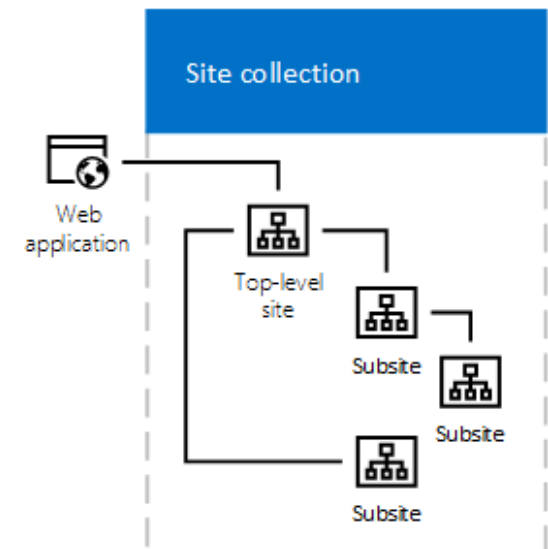 Site collection
Web
application
Top-level
site
Subsite
Subsite
Subsite